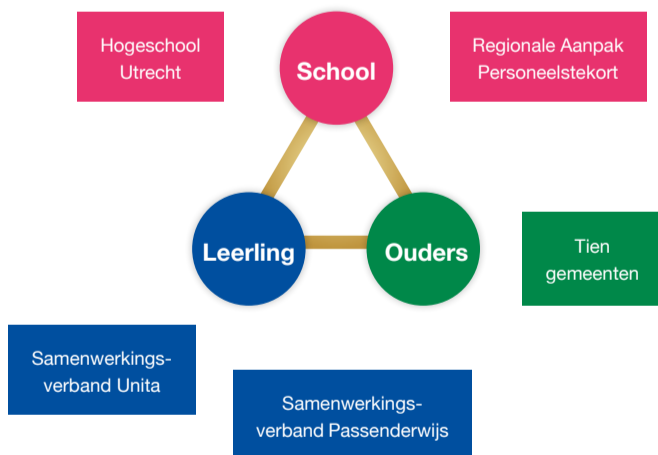 Hogeschool
Utrecht
School
Regionale Aanpak
Personeelstekort
Leerling
Ouders
Tien
gemeenten
Samenwerkings-
verband Unita
Samenwerkings-
verband Passenderwijs